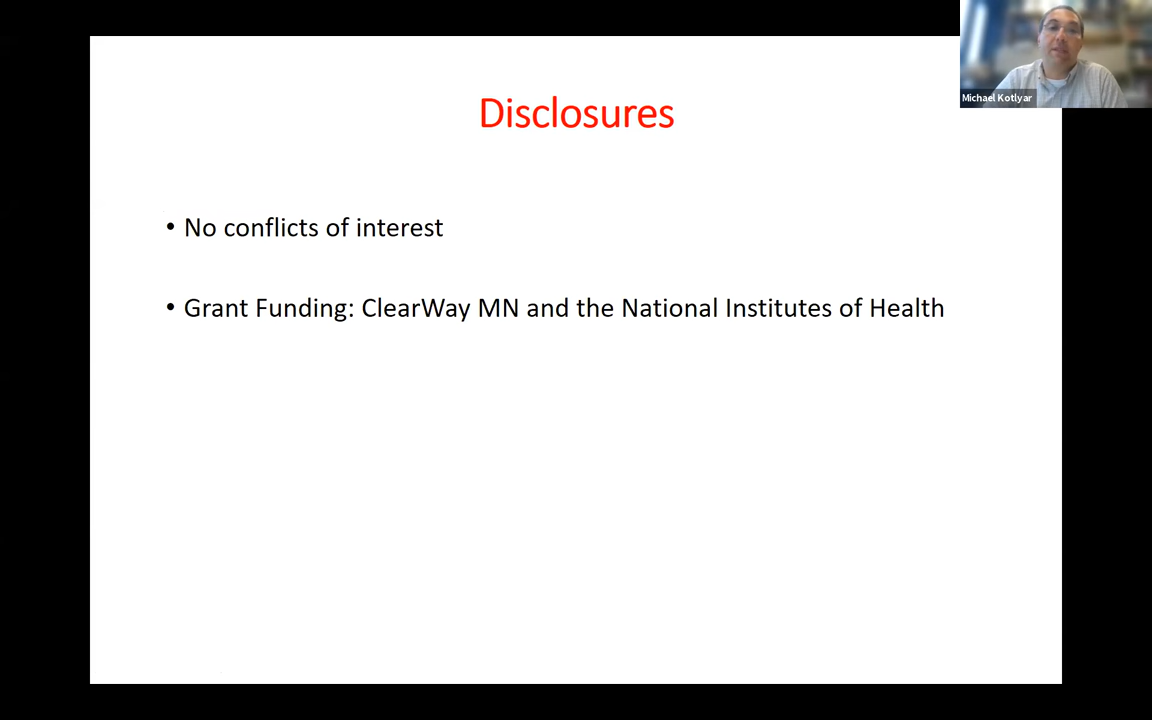 Disclosures
Michael Kotlyar
• No conflicts of interest
• Grant Funding: ClearWay MN and the National Institutes of Health